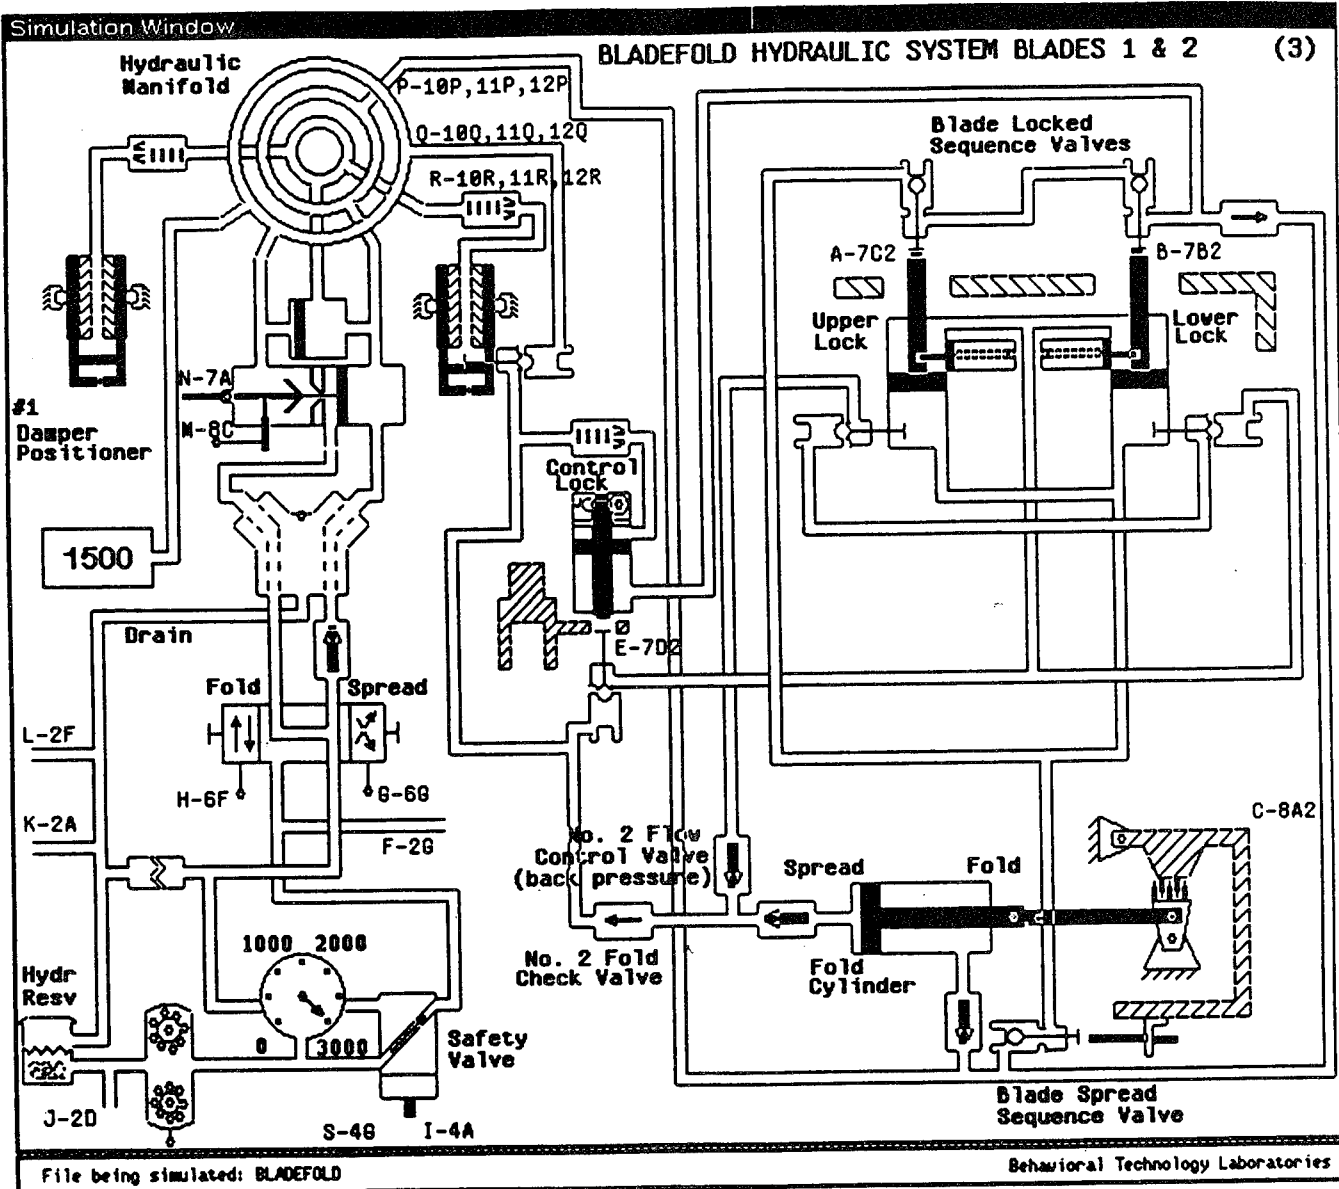 Simulation Window
BLADEFOLD HYDRAULIC SYSTEM BLADES 1 & 2 (3)
Hydraulic
Manifold
P-10P,11P,12P
Q-10Q,11Q,12Q
R-10R,11R,12R
Blade Locked
Sequence Valves
A-7C2
B-7B2
Upper
Lock
Lower
Lock
N-7A
M-8C
#1
Damper
Positioner
Control
Lock
1500
E-7D2
Drain
Fold
Spread
L-2F
H-6F
G-6G
K-2A
F-2G
C-8A2
No. 2 Flow
Control Valve
(back pressure)
Spread
Fold
No. 2 Fold
Check Valve
Fold
Cylinder
1000 2000
0 3000
Hydr
Resv
Safety
Valve
J-2D
S-4G
I-4A
Blade Spread
Sequence Valve
File being simulated: BLADEFOLD
Behavioral Technology Laboratories